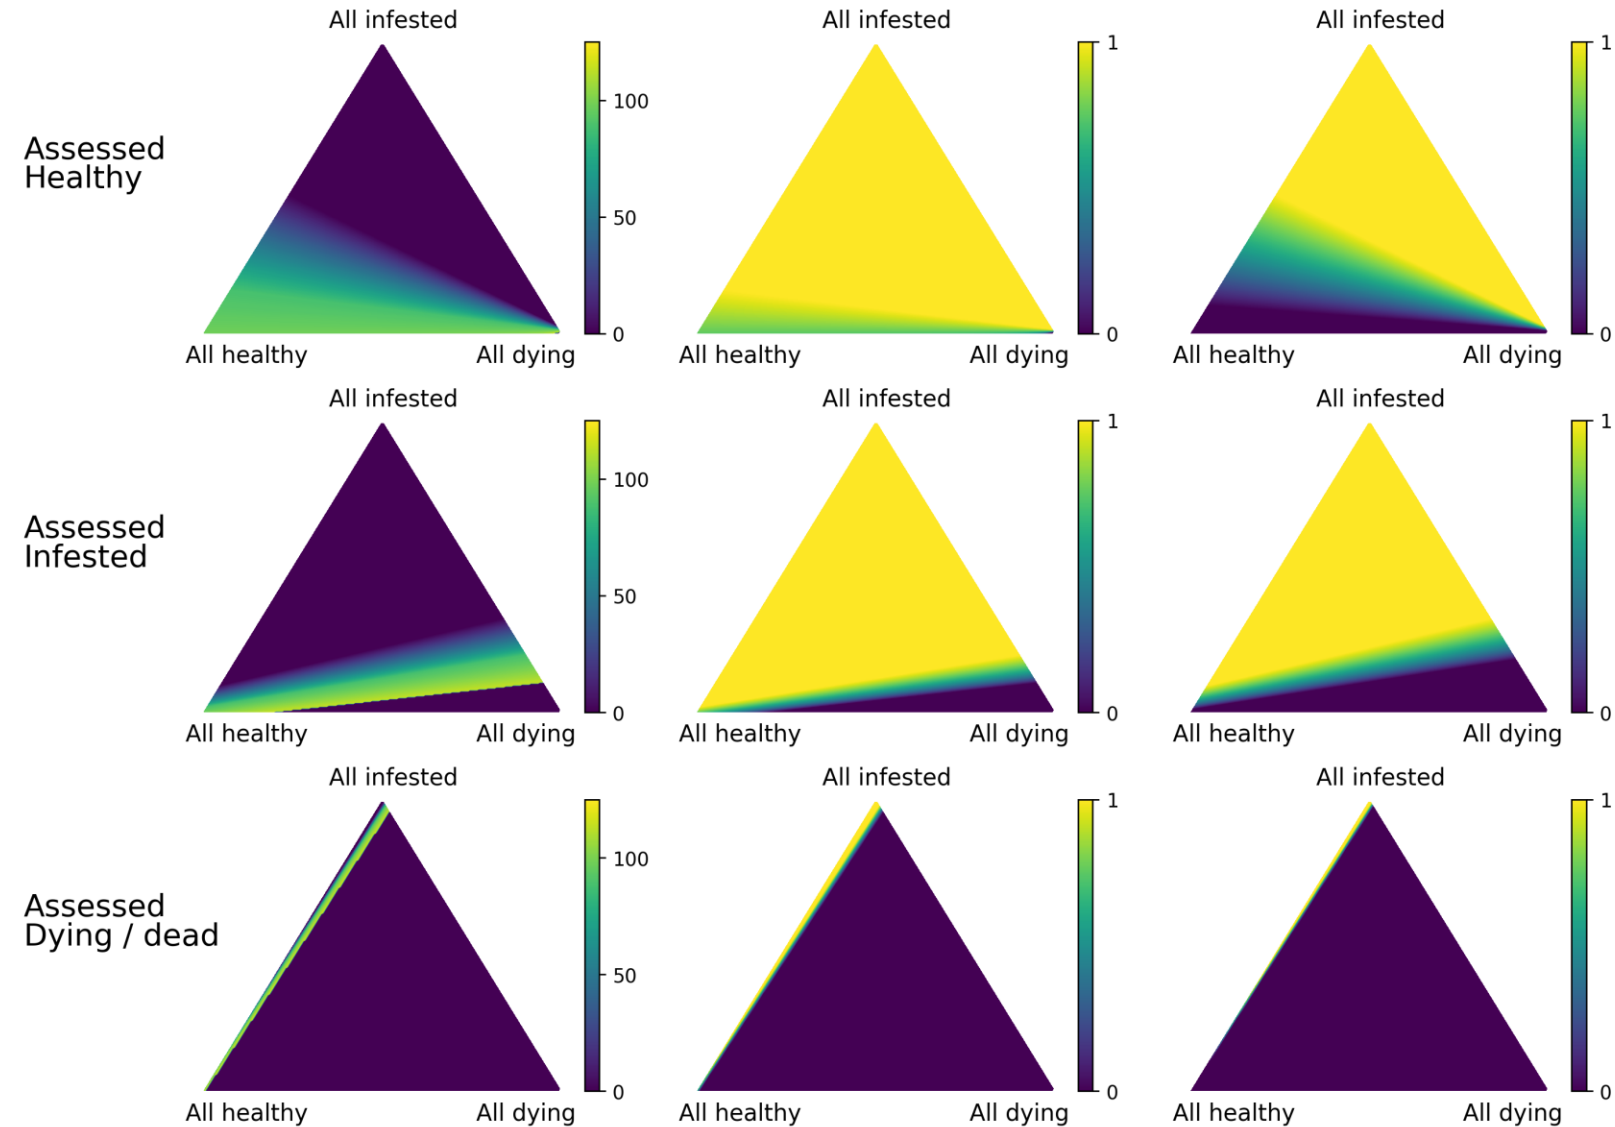 All infested
All infested
All infested
Assessed
Healthy
100
50
0
1
0
1
0
All healthy
All dying
All healthy
All dying
All healthy
All dying
All infested
All infested
All infested
Assessed
Infested
100
50
0
1
0
1
0
All healthy
All dying
All healthy
All dying
All healthy
All dying
All infested
All infested
All infested
Assessed
Dying / dead
100
50
0
1
0
1
0
All healthy
All dying
All healthy
All dying
All healthy
All dying